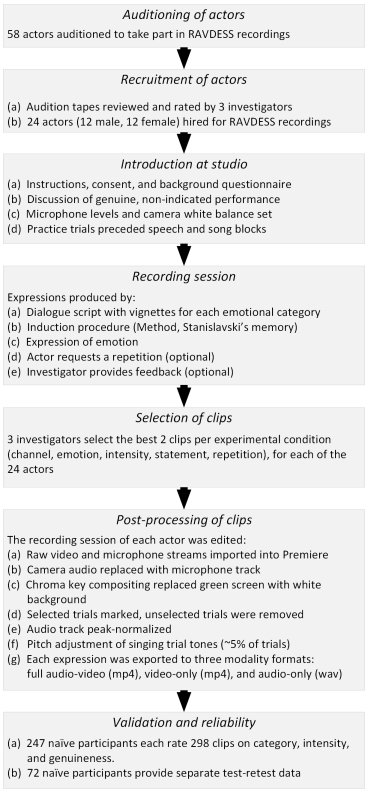 Auditioning of actors
58 actors auditioned to take part in RAVDESS recordings
Recruitment of actors
(a) Audition tapes reviewed and rated by 3 investigators
(b) 24 actors (12 male, 12 female) hired for RAVDESS recordings
Introduction at studio
(a) Instructions, consent, and background questionnaire
(b) Discussion of genuine, non-indicated performance
(c) Microphone levels and camera white balance set
(d) Practice trials preceded speech and song blocks
Recording session
Expressions produced by:
(a) Dialogue script with vignettes for each emotional category
(b) Induction procedure (Method, Stanislavski's memory)
(c) Expression of emotion
(d) Actor requests a repetition (optional)
(e) Investigator provides feedback (optional)
Selection of clips
3 investigators select the best 2 clips per experimental condition
(channel, emotion, intensity, statement, repetition), for each of the
24 actors
Post-processing of clips
The recording session of each actor was edited:
(a) Raw video and microphone streams imported into Premiere
(b) Camera audio replaced with microphone track
(c) Chroma key compositing replaced green screen with white
background
(d) Selected trials marked, unselected trials were removed
(e) Audio track peak-normalized
(f) Pitch adjustment of singing trial tones (~5% of trials)
(g) Each expression was exported to three modality formats:
full audio-video (mp4), video-only (mp4), and audio-only (wav)
Validation and reliability
(a) 247 naïve participants each rate 298 clips on category, intensity,
and genuineness.
(b) 72 naïve participants provide separate test-retest data